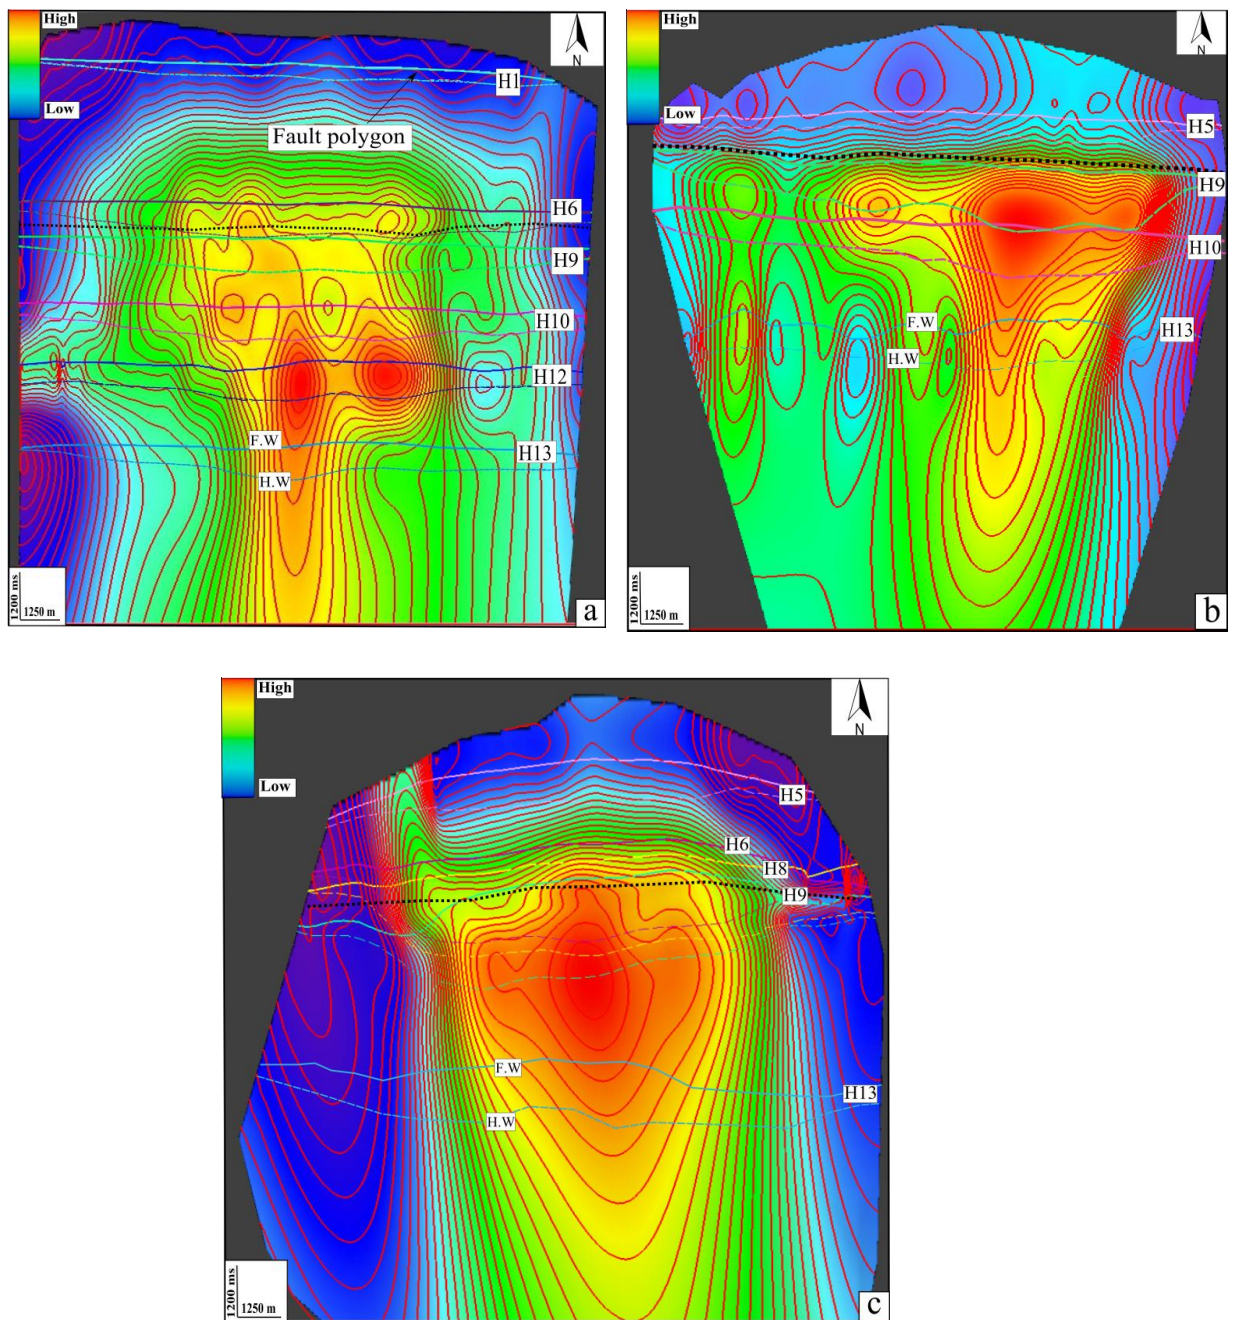 High
Low
N
H1
Fault polygon
H6
H9
H10
H12
F.W
H13
H.W
1200 ms
1250 m
a
High
Low
N
H5
H9
H10
F.W
H13
H.W
1200 ms
1250 m
b
High
Low
N
H5
H6
H8
H9
F.W
H13
H.W
1200 ms
1250 m
c